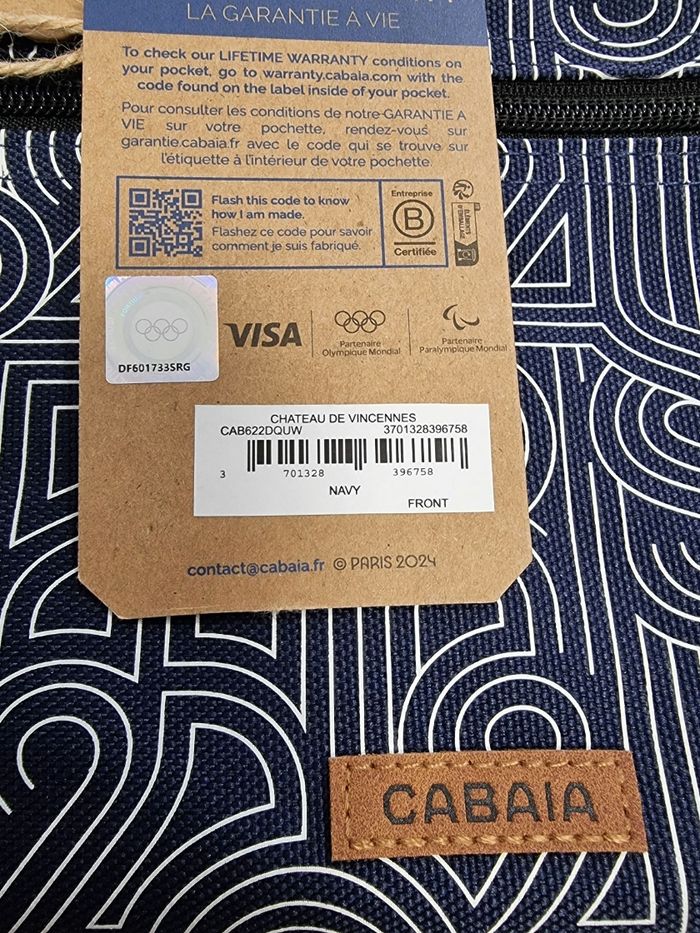 LA GARANTIE À VIE
To check our LIFETIME WARRANTY conditions on
your pocket, go to warranty.cabaia.com with the
code found on the label inside of your pocket.
Pour consulter les conditions de notre GARANTIE A
VIE sur votre pochette, rendez-vous sur
garantie.cabaia.fr avec le code qui se trouve sur
l'étiquette à l'intérieur de votre pochette.
Flash this code to know
how I am made.
Flashez ce code pour savoir
comment je suis fabriqué.
Entreprise
B
Certifiée
DF601733SRG
VISA
Partenaire
Olympique Mondial
Partenaire
Paralympique Mondial
CHATEAU DE VINCENNES
CAB622DQUW 3701328396758
3 701328 396758
NAVY
FRONT
contact@cabaia.fr © PARIS 2024
CABAIA